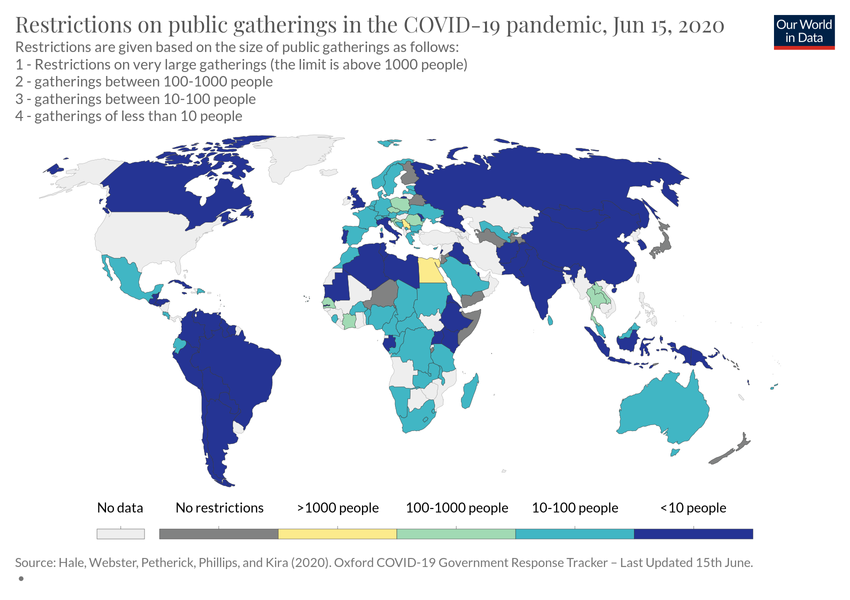 Restrictions on public gatherings in the COVID-19 pandemic, Jun 15, 2020
Our World
in Data
Restrictions are given based on the size of public gatherings as follows:
1 - Restrictions on very large gatherings (the limit is above 1000 people)
2 - gatherings between 100-1000 people
3 - gatherings between 10-100 people
4 - gatherings of less than 10 people
No data No restrictions >1000 people 100-1000 people 10-100 people <10 people
Source: Hale, Webster, Petherick, Phillips, and Kira (2020). Oxford COVID-19 Government Response Tracker – Last Updated 15th June.
•